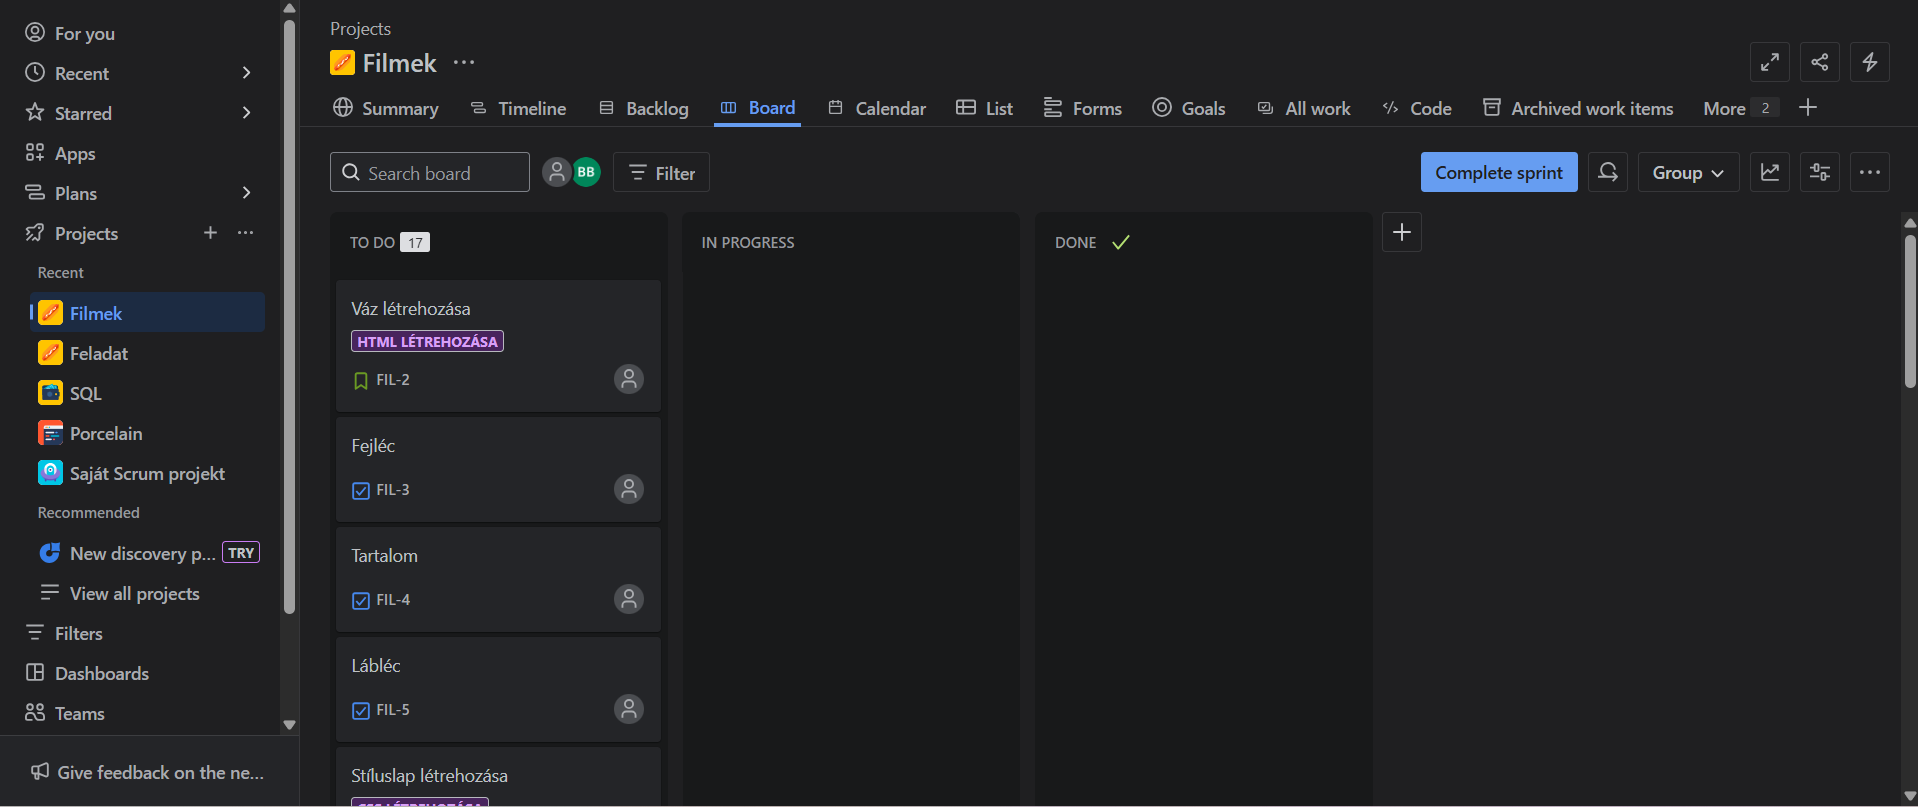 For you
Recent
Starred
Apps
Plans
Projects
Recent
Filmek
Feladat
SQL
Porcelain
Saját Scrum projekt
Recommended
New discovery p... TRY
View all projects
Filters
Dashboards
Teams
Give feedback on the ne...
Projects
Filmek
Summary Timeline Backlog Board Calendar List Forms Goals All work Code Archived work items More 2
Search board BB Filter Complete sprint Group
TO DO 17 IN PROGRESS DONE
Váz létrehozása
HTML LÉTREHOZÁSA
FIL-2
Fejléc
FIL-3
Tartalom
FIL-4
Lábléc
FIL-5
Stíluslap létrehozása
CSS LÉTREHOZÁSA